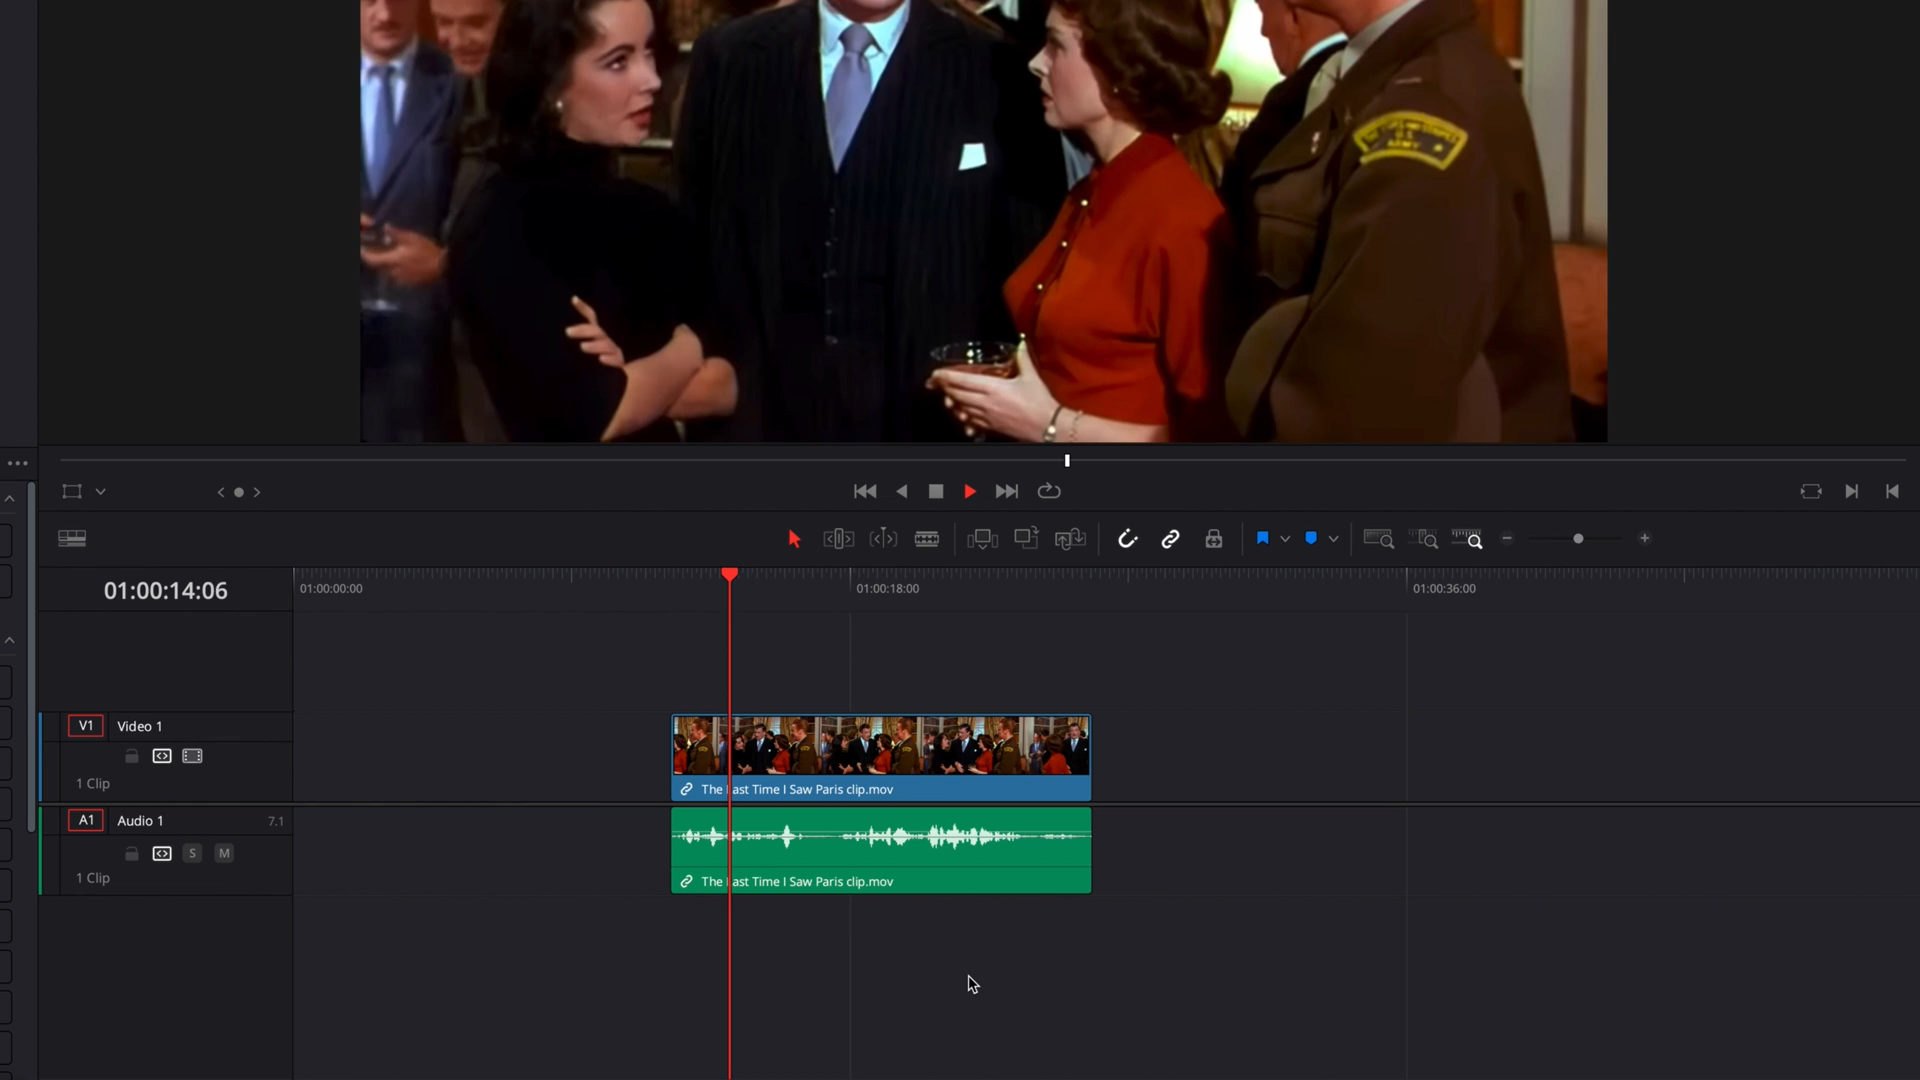 U.S.
ARMY
01:00:14:06
01:00:00:00
01:00:18:00
01:00:36:00
V1 Video 1
1 Clip
The Last Time I Saw Paris clip.mov
A1 Audio 1 7.1
S M
1 Clip
The Last Time I Saw Paris clip.mov